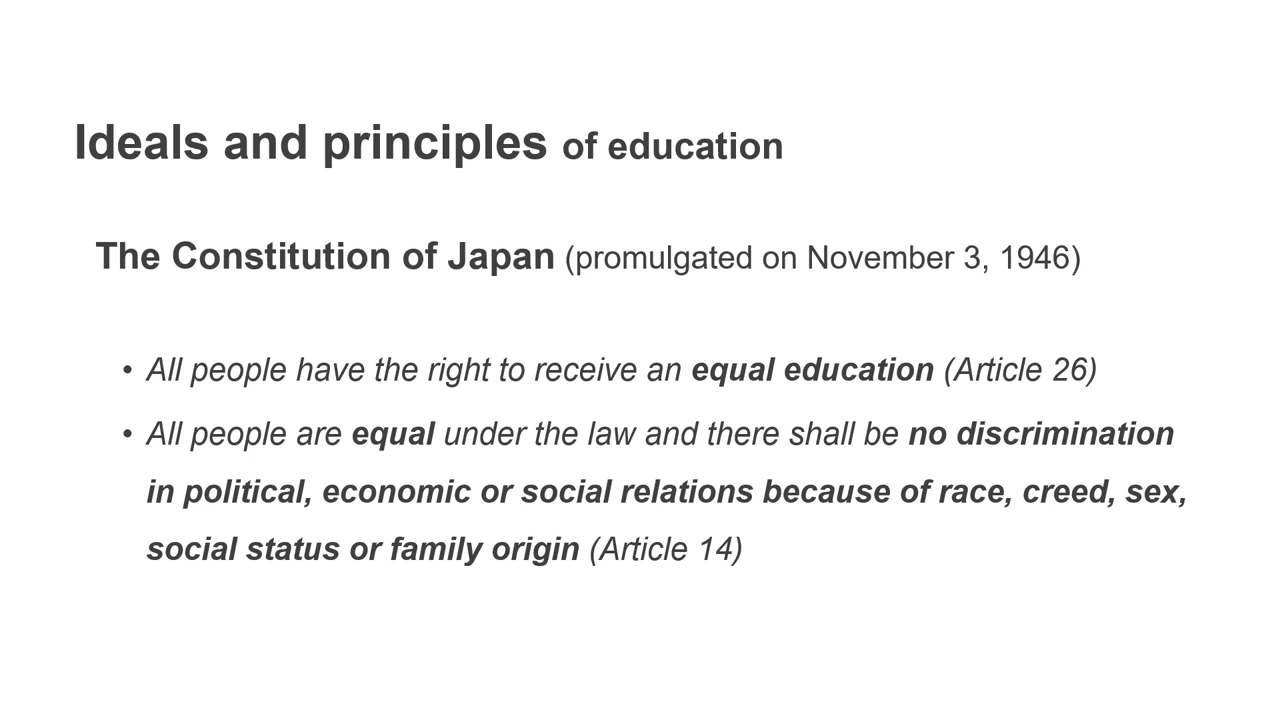 Ideals and principles of education
The Constitution of Japan (promulgated on November 3, 1946)
• All people have the right to receive an equal education (Article 26)
• All people are equal under the law and there shall be no discrimination
in political, economic or social relations because of race, creed, sex,
social status or family origin (Article 14)